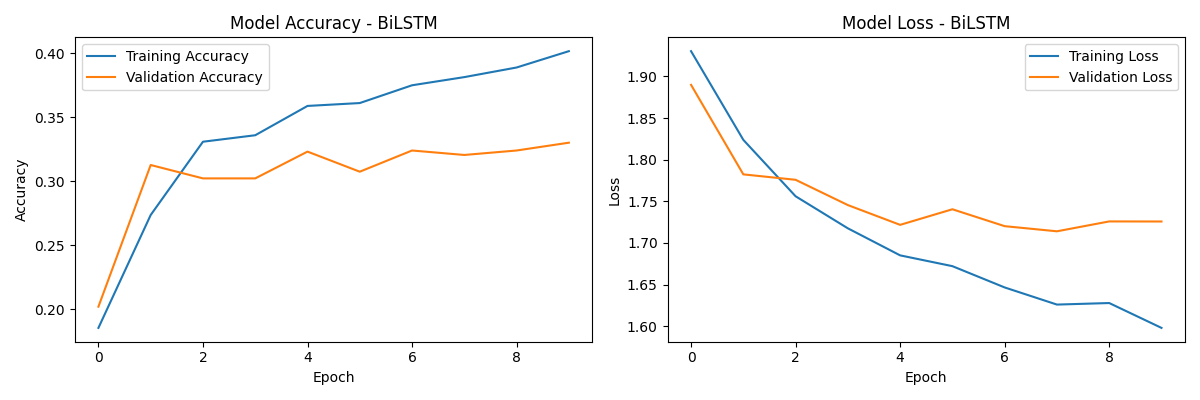 Model Accuracy - BiLSTM
Training Accuracy
Validation Accuracy
0.40
0.35
0.30
0.25
0.20
Accuracy
0 2 4 6 8
Epoch
Model Loss - BiLSTM
Training Loss
Validation Loss
1.90
1.85
1.80
1.75
1.70
1.65
1.60
Loss
0 2 4 6 8
Epoch